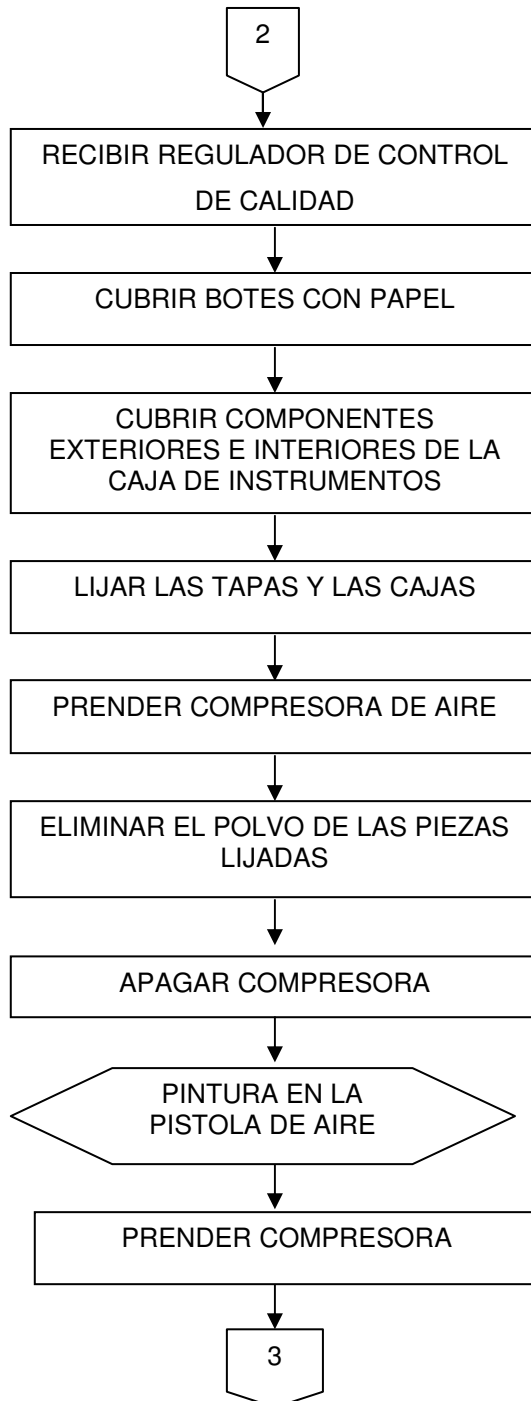 2
RECIBIR REGULADOR DE CONTROL
DE CALIDAD
CUBRIR BOTES CON PAPEL
CUBRIR COMPONENTES
EXTERIORES E INTERIORES DE LA
CAJA DE INSTRUMENTOS
LIJAR LAS TAPAS Y LAS CAJAS
PRENDER COMPRESORA DE AIRE
ELIMINAR EL POLVO DE LAS PIEZAS
LIJADAS
APAGAR COMPRESORA
PINTURA EN LA
PISTOLA DE AIRE
PRENDER COMPRESORA
3